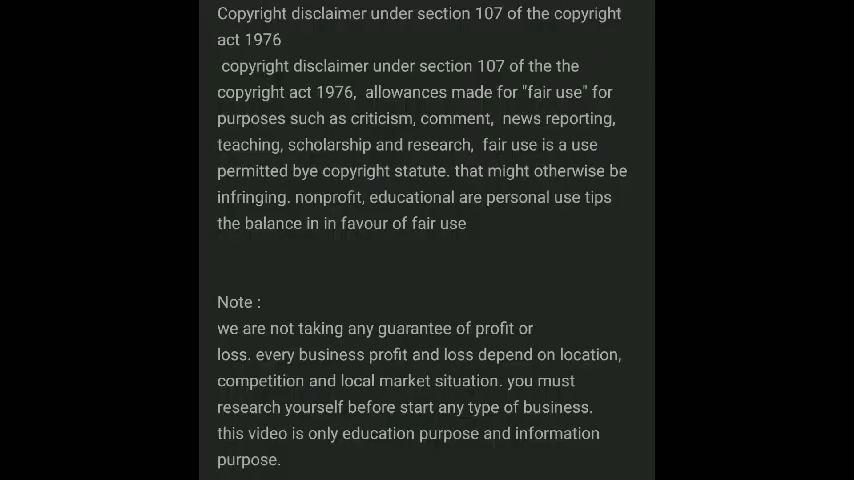 Copyright disclaimer under section 107 of the copyright
act 1976
copyright disclaimer under section 107 of the the
copyright act 1976, allowances made for "fair use" for
purposes such as criticism, comment, news reporting,
teaching, scholarship and research, fair use is a use
permitted bye copyright statute. that might otherwise be
infringing. nonprofit, educational are personal use tips
the balance in in favour of fair use
Note :
we are not taking any guarantee of profit or
loss. every business profit and loss depend on location,
competition and local market situation. you must
research yourself before start any type of business.
this video is only education purpose and information
purpose.